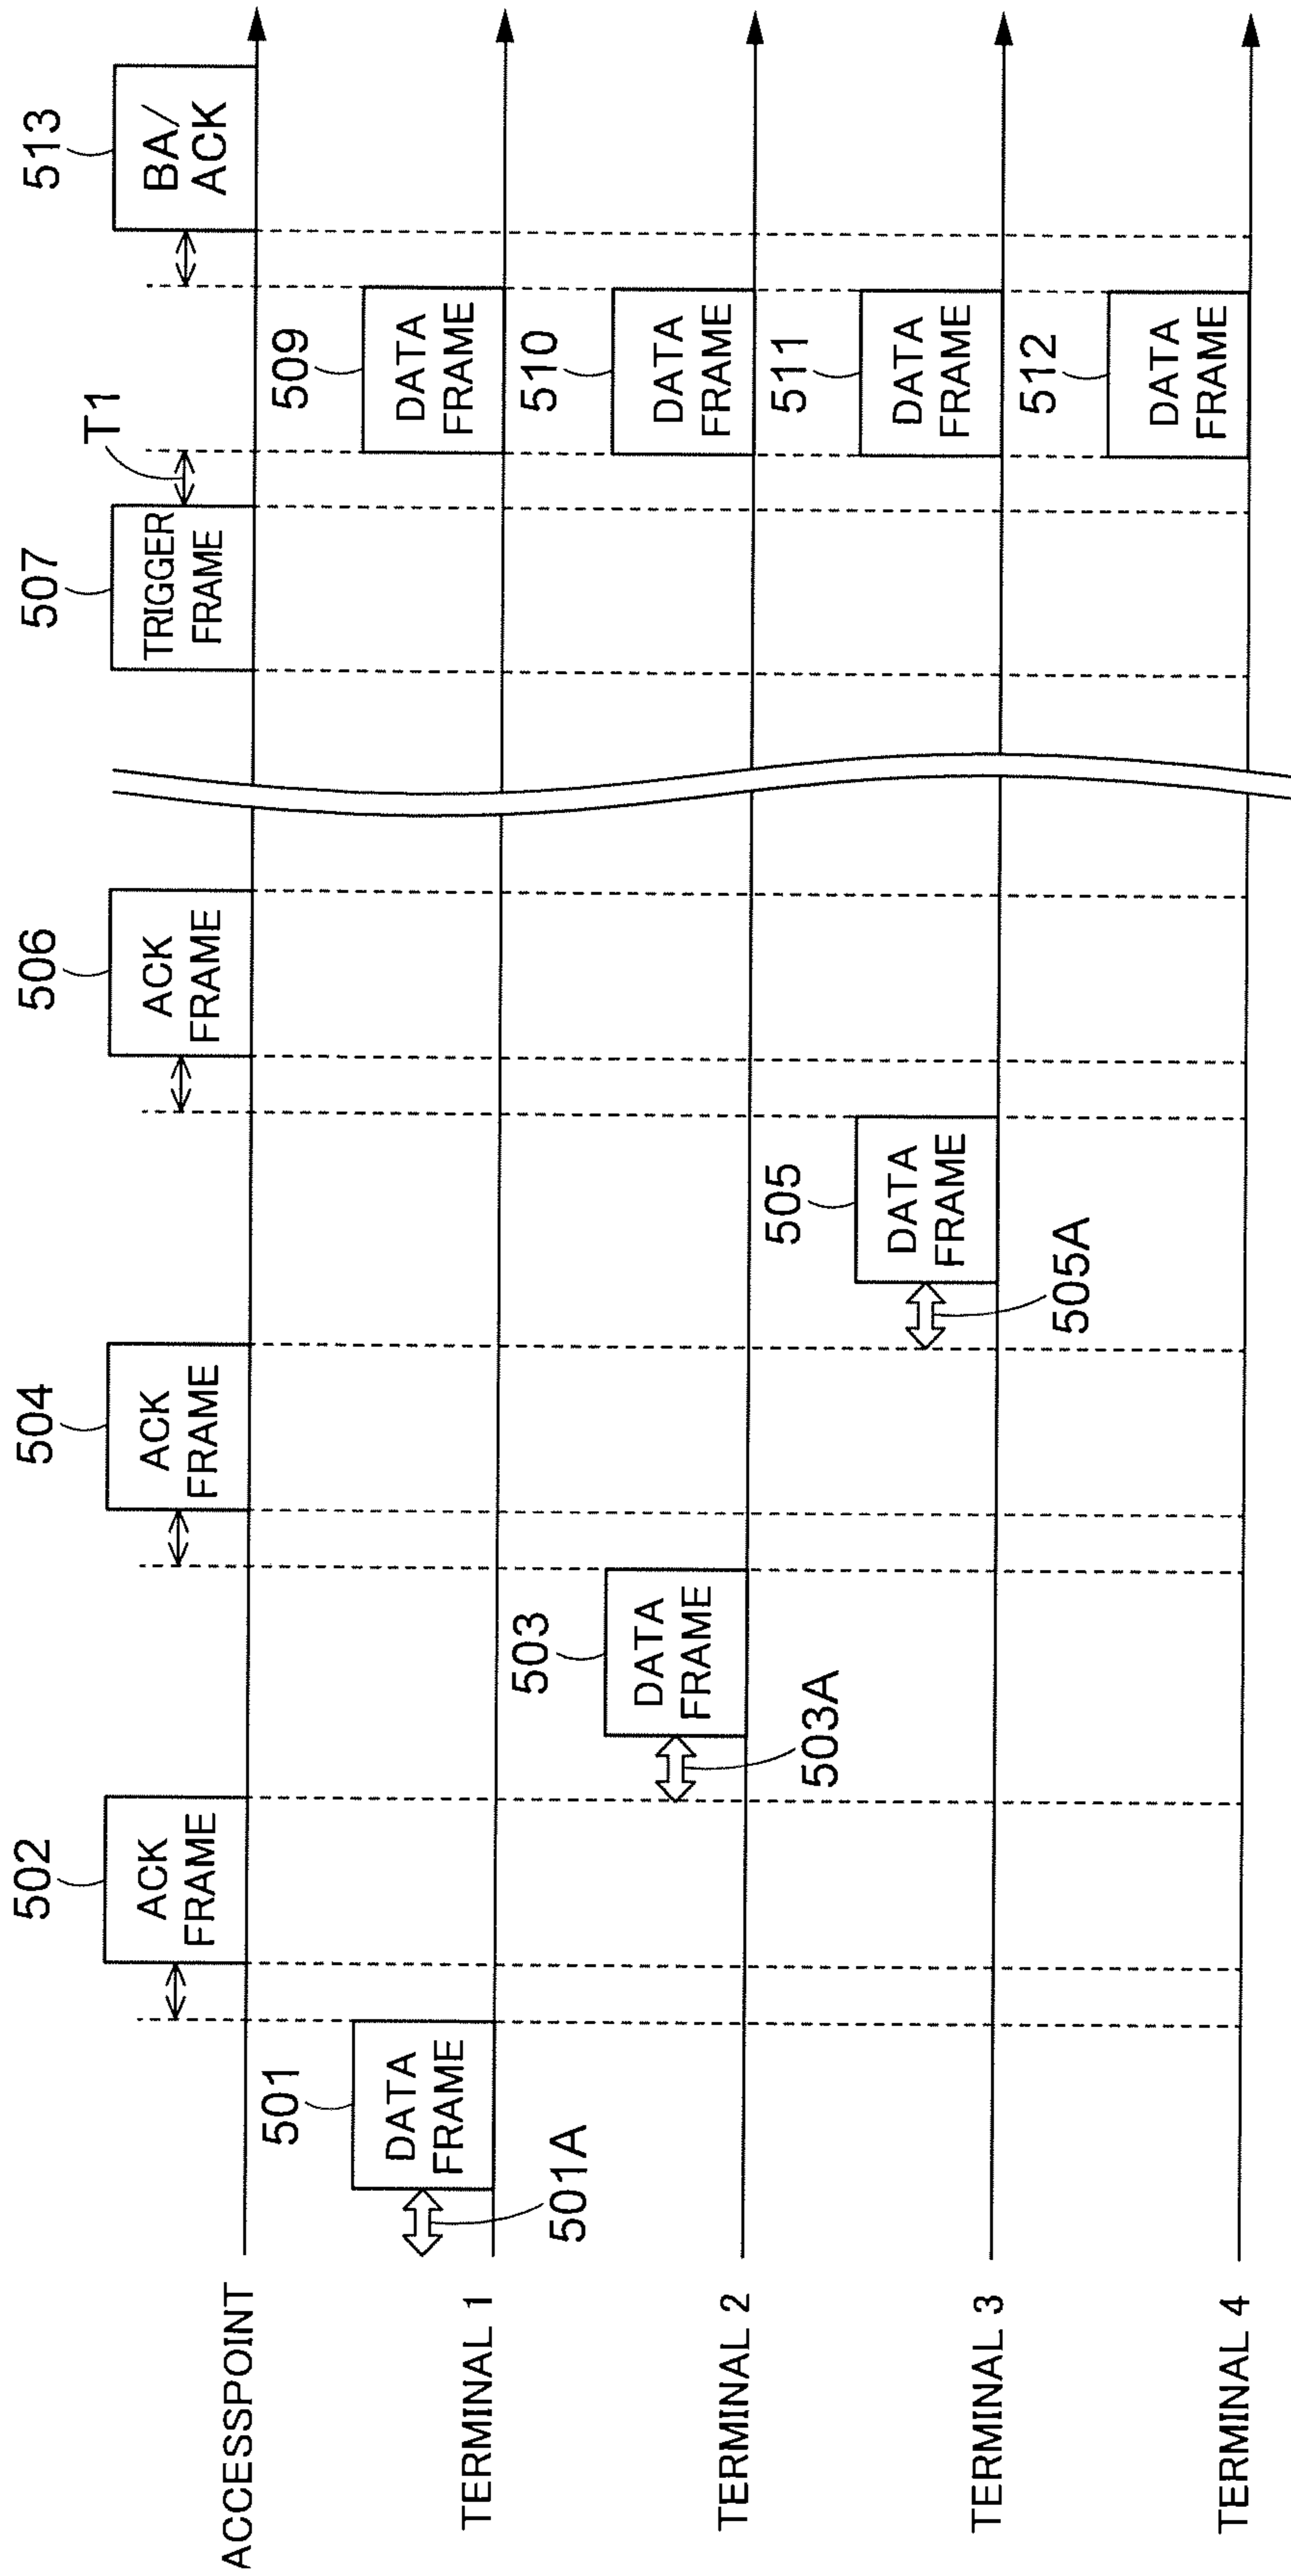 502
504
506
507
T1
513
ACK
FRAME
ACK
FRAME
ACK
FRAME
TRIGGER
FRAME
BA/
ACK
ACCESSPOINT
501
509
DATA
FRAME
DATA
FRAME
501A
TERMINAL 1
503
510
DATA
FRAME
DATA
FRAME
503A
TERMINAL 2
505
511
DATA
FRAME
DATA
FRAME
505A
TERMINAL 3
512
DATA
FRAME
TERMINAL 4